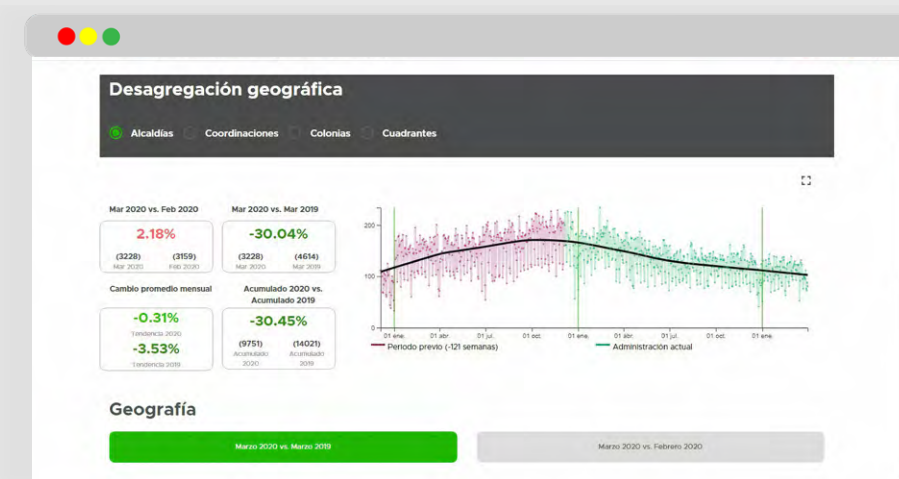 Desagregación geográfica
Alcaldías Coordinaciones Colonias Cuadrantes
Mar 2020 vs. Feb 2020
2.18%
(3228) (3159)
Mar 2020 Feb 2020
Mar 2020 vs. Mar 2019
-30.04%
(3228) (4614)
Mar 2020 Mar 2019
Cambio promedio mensual
-0.31%
Tendencia 2020
-3.53%
Tendencia 2019
Acumulado 2020 vs.
Acumulado 2019
-30.45%
(9751) (14021)
Acumulado Acumulado
2020 2019
200
100
0
01 ene. 01 abr. 01 jul. 01 oct. 01 ene. 01 abr. 01 jul. 01 oct. 01 ene.
Periodo previo (-121 semanas) Administración actual
Geografía
Marzo 2020 vs. Marzo 2019 Marzo 2020 vs. Febrero 2020